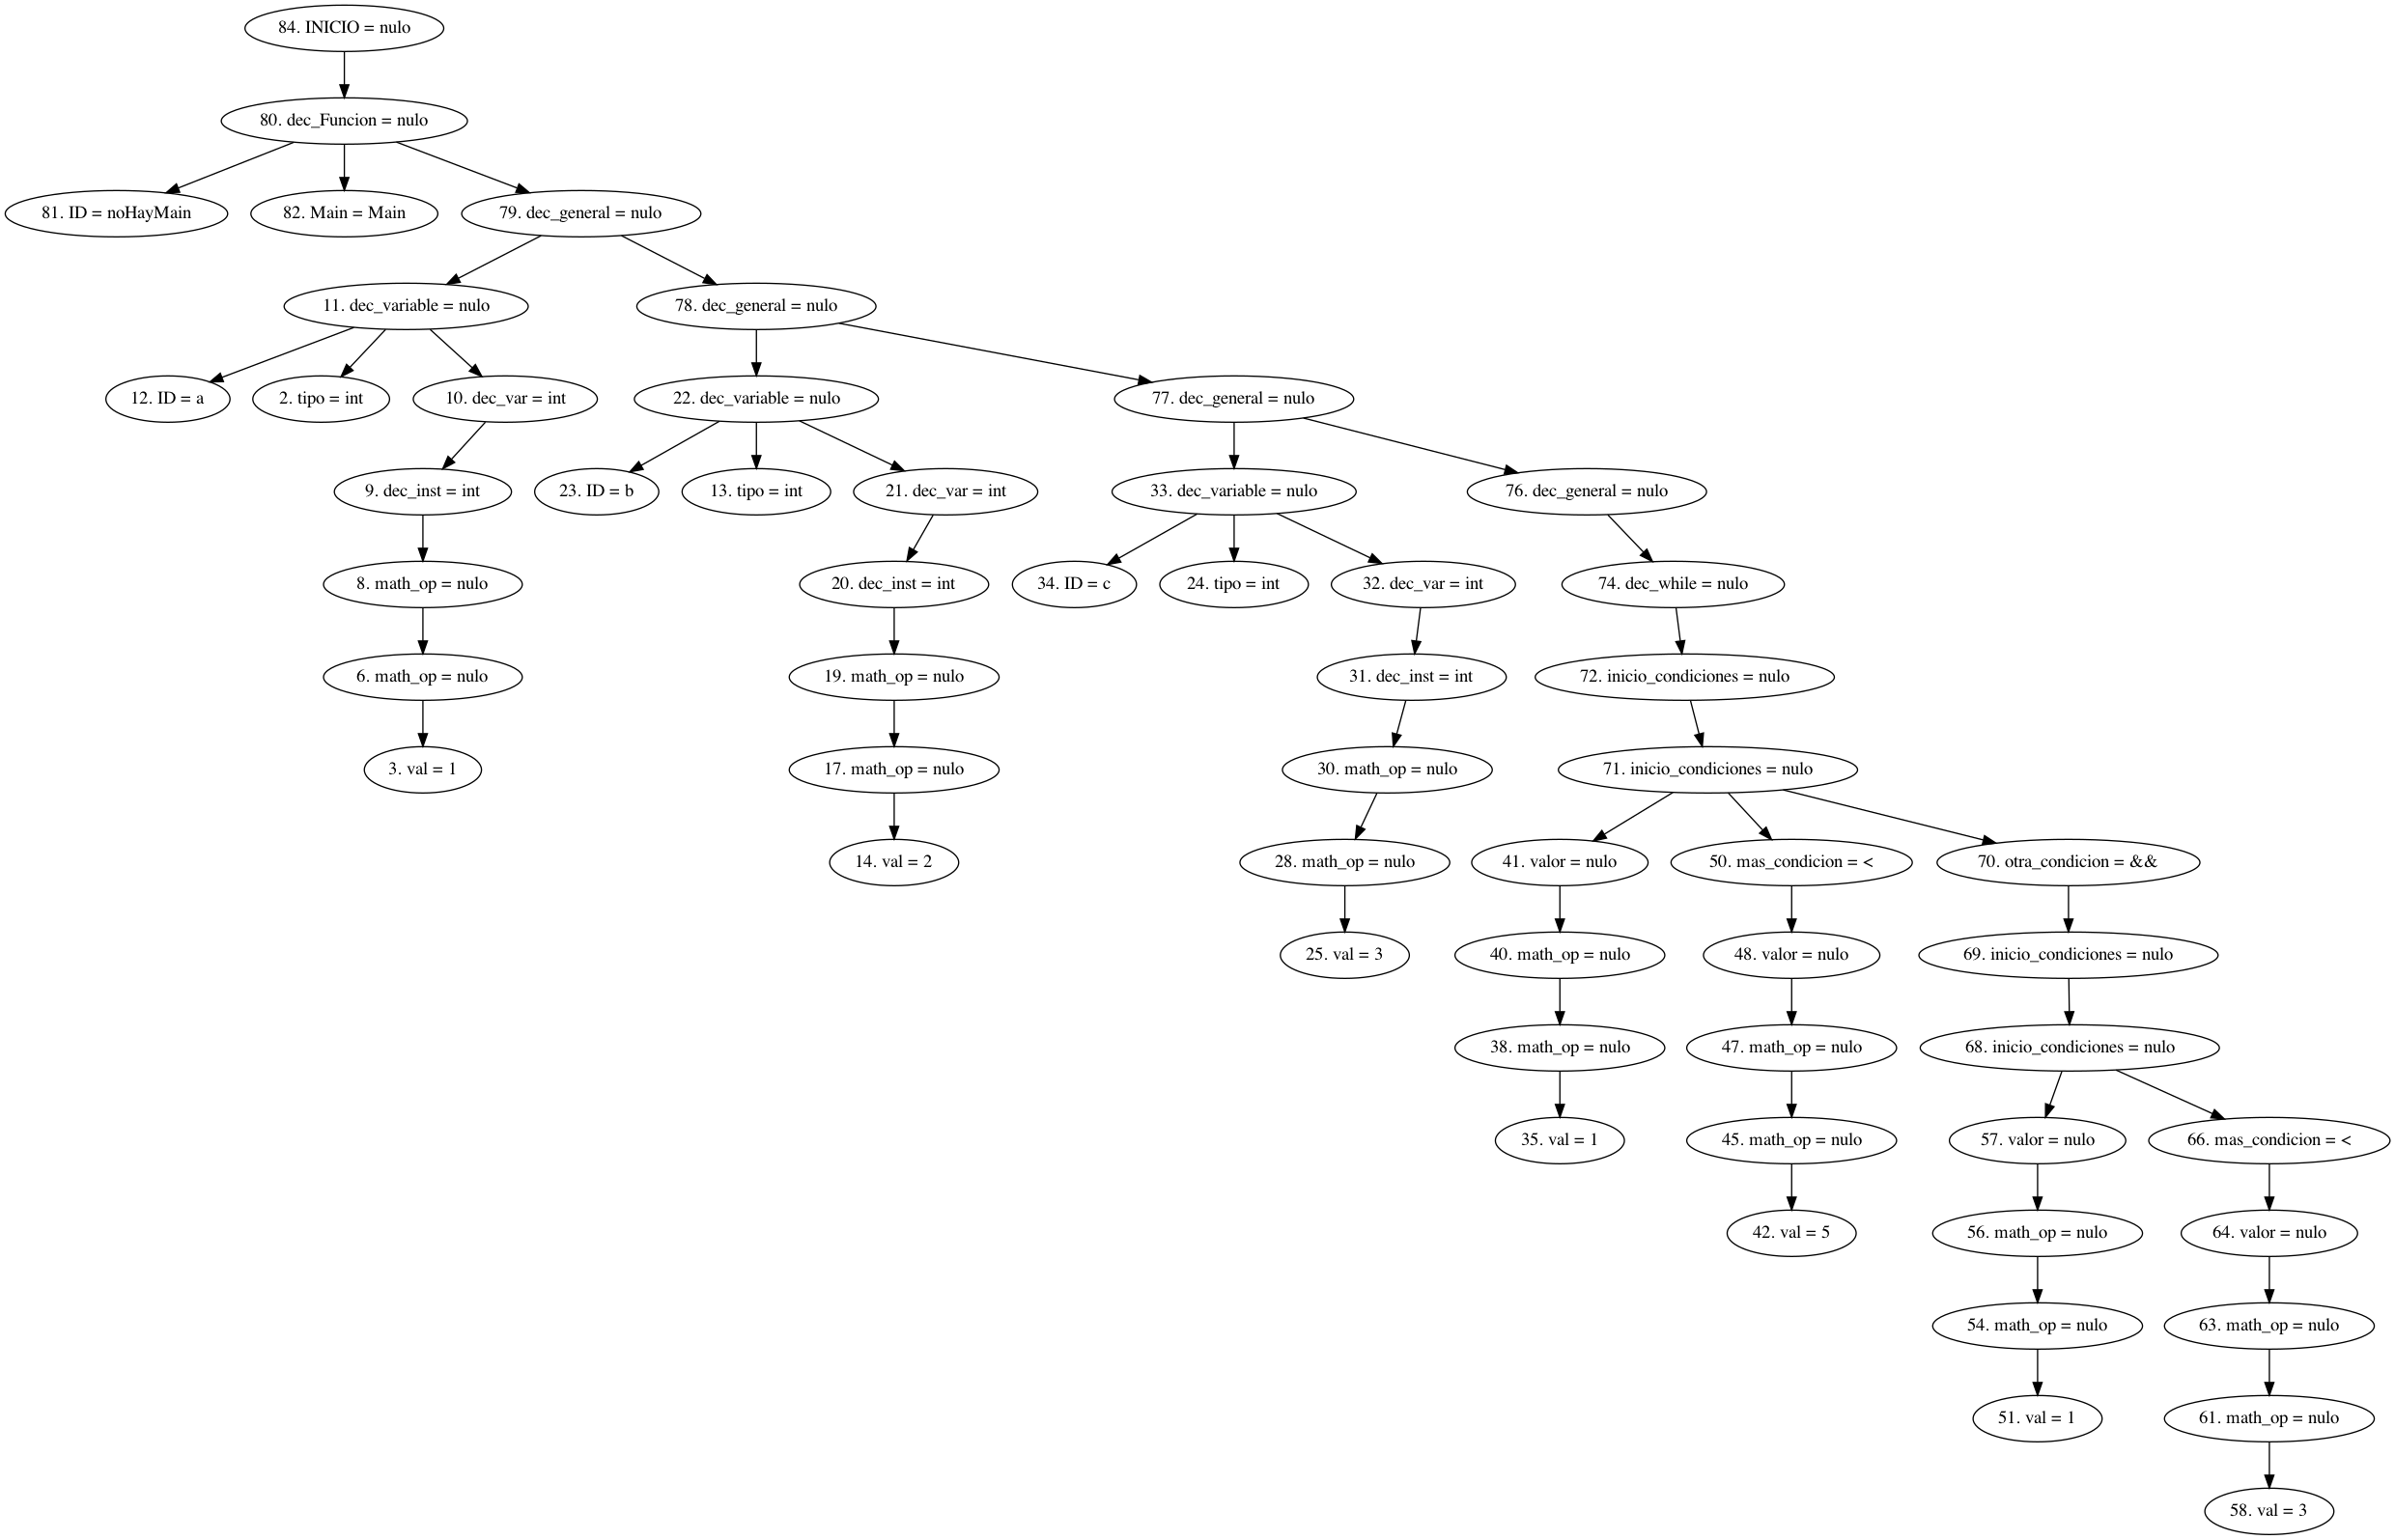 84. INICIO = nulo
80. dec_Funcion = nulo
81. ID = noHayMain
82. Main = Main
79. dec_general = nulo
11. dec_variable = nulo
78. dec_general = nulo
12. ID = a
2. tipo = int
10. dec_var = int
22. dec_variable = nulo
77. dec_general = nulo
9. dec_inst = int
23. ID = b
13. tipo = int
21. dec_var = int
33. dec_variable = nulo
76. dec_general = nulo
8. math_op = nulo
20. dec_inst = int
34. ID = c
24. tipo = int
32. dec_var = int
74. dec_while = nulo
6. math_op = nulo
19. math_op = nulo
31. dec_inst = int
72. inicio_condiciones = nulo
3. val = 1
17. math_op = nulo
30. math_op = nulo
71. inicio_condiciones = nulo
14. val = 2
28. math_op = nulo
41. valor = nulo
50. mas_condicion = <
70. otra_condicion = &&
25. val = 3
40. math_op = nulo
48. valor = nulo
69. inicio_condiciones = nulo
38. math_op = nulo
47. math_op = nulo
68. inicio_condiciones = nulo
35. val = 1
45. math_op = nulo
57. valor = nulo
66. mas_condicion = <
42. val = 5
56. math_op = nulo
64. valor = nulo
54. math_op = nulo
63. math_op = nulo
51. val = 1
61. math_op = nulo
58. val = 3